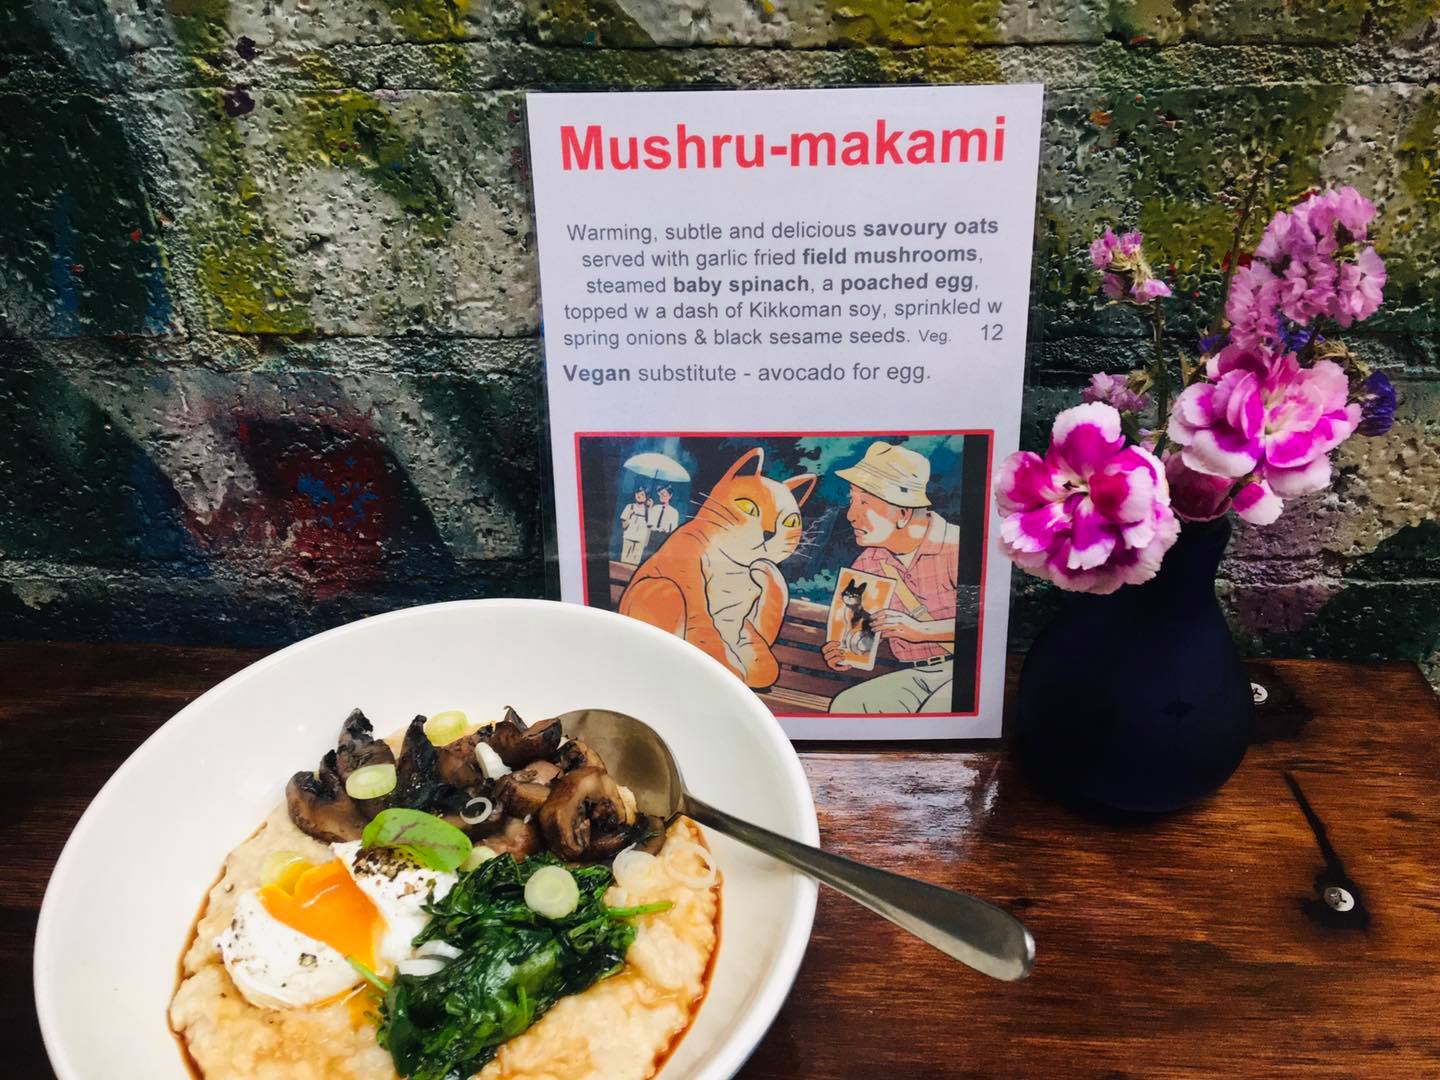 Mushru-makami
Warming, subtle and delicious savoury oats
served with garlic fried field mushrooms,
steamed baby spinach, a poached egg,
topped w a dash of Kikkoman soy, sprinkled w
spring onions & black sesame seeds. Veg. 12
Vegan substitute - avocado for egg.